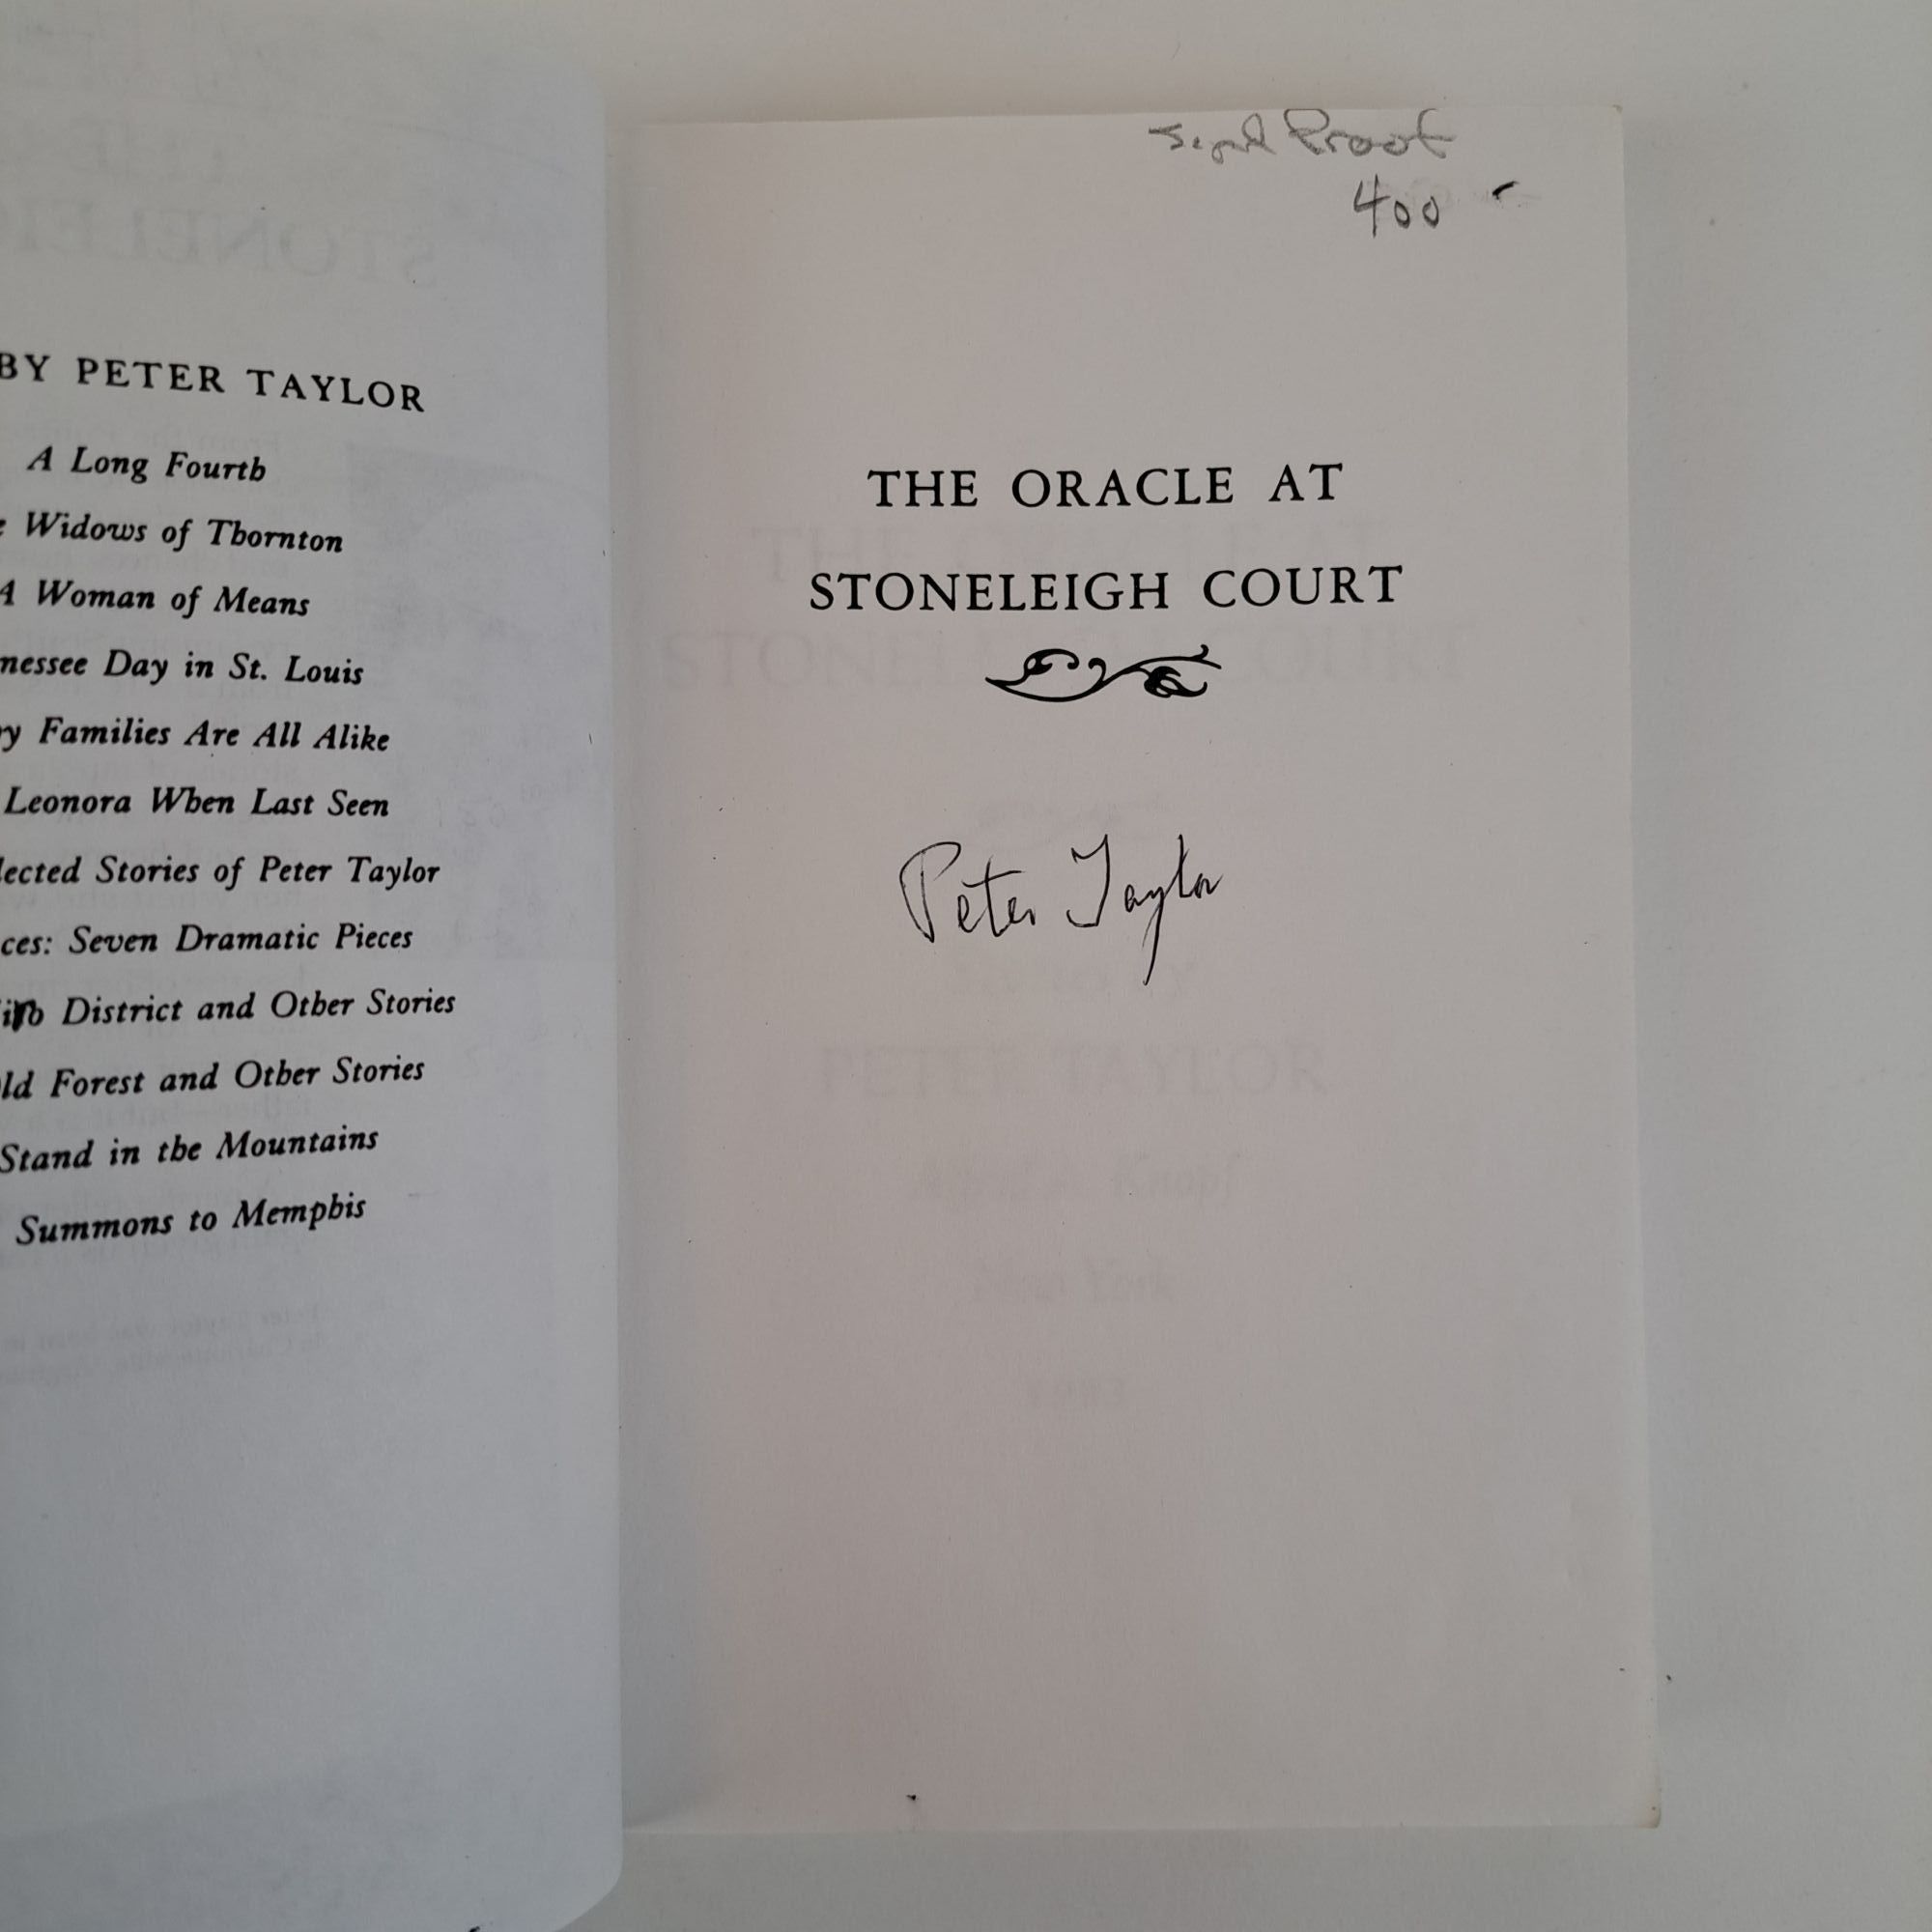 BY PETER TAYLOR
A Long Fourth
Widows of Thornton
A Woman of Means
nessee Day in St. Louis
y Families Are All Alike
Leonora When Last Seen
lected Stories of Peter Taylor
ces: Seven Dramatic Pieces
District and Other Stories
ld Forest and Other Stories
Stand in the Mountains
Summons to Memphis
Signed Proof
400
THE ORACLE AT
STONELEIGH COURT
Peter Taylor
PETER TAYLOR